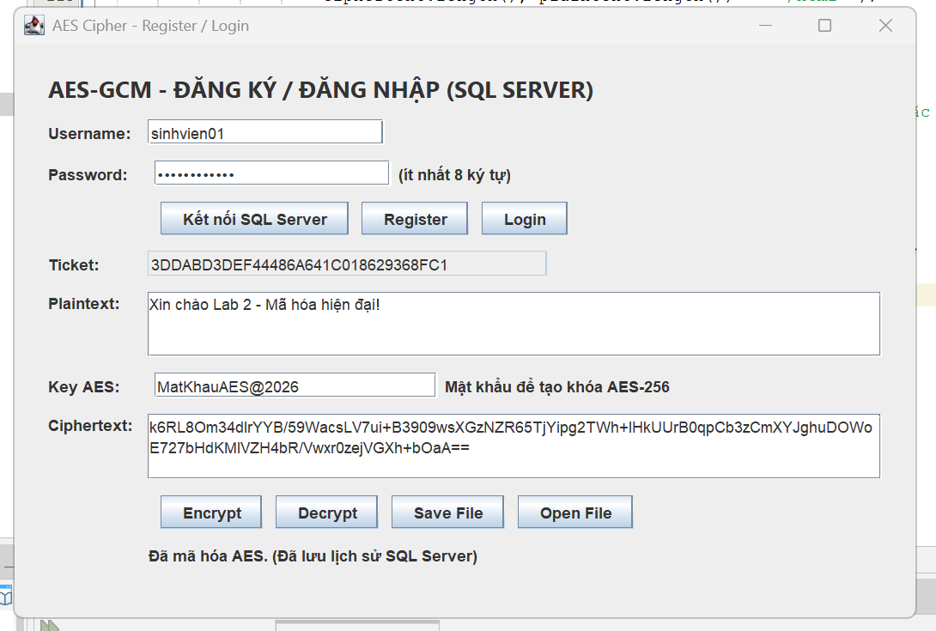 AES Cipher - Register / Login
AES-GCM - ĐĂNG KÝ / ĐĂNG NHẬP (SQL SERVER)
Username: sinhvien01
Password: •••••••••••• (ít nhất 8 ký tự)
Kết nối SQL Server Register Login
Ticket: 3DDABD3DEF44486A641C018629368FC1
Plaintext: Xin chào Lab 2 - Mã hóa hiện đại!
Key AES: MatKhauAES@2026 Mật khẩu để tạo khóa AES-256
Ciphertext: k6RL8Om34dlrYYB/59WacsLV7ui+B3909wsXGzNZR65TjYipg2TWh+lHkUUrB0qpCb3zCmXYJghuDOWo
E727bHdKMlVZH4bR/Vwxr0zejVGXh+bOaA==
Encrypt Decrypt Save File Open File
Đã mã hóa AES. (Đã lưu lịch sử SQL Server)